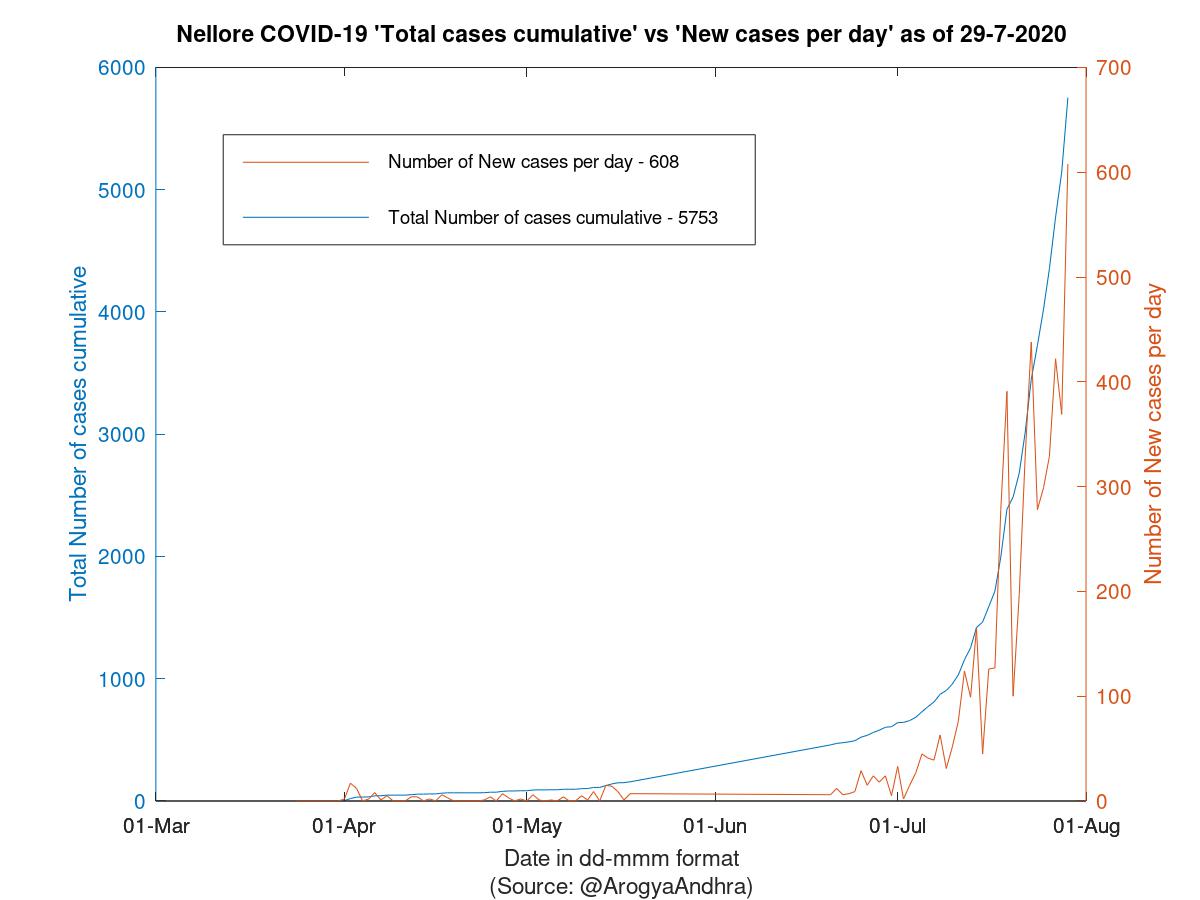 Nellore COVID-19 'Total cases cumulative' vs 'New cases per day' as of 29-7-2020
6000
5000
4000
3000
2000
1000
0
Total Number of cases cumulative
Number of New cases per day - 608
Total Number of cases cumulative - 5753
700
600
500
400
300
200
100
0
Number of New cases per day
01-Mar 01-Apr 01-May 01-Jun 01-Jul 01-Aug
Date in dd-mmm format
(Source: @ArogyaAndhra)